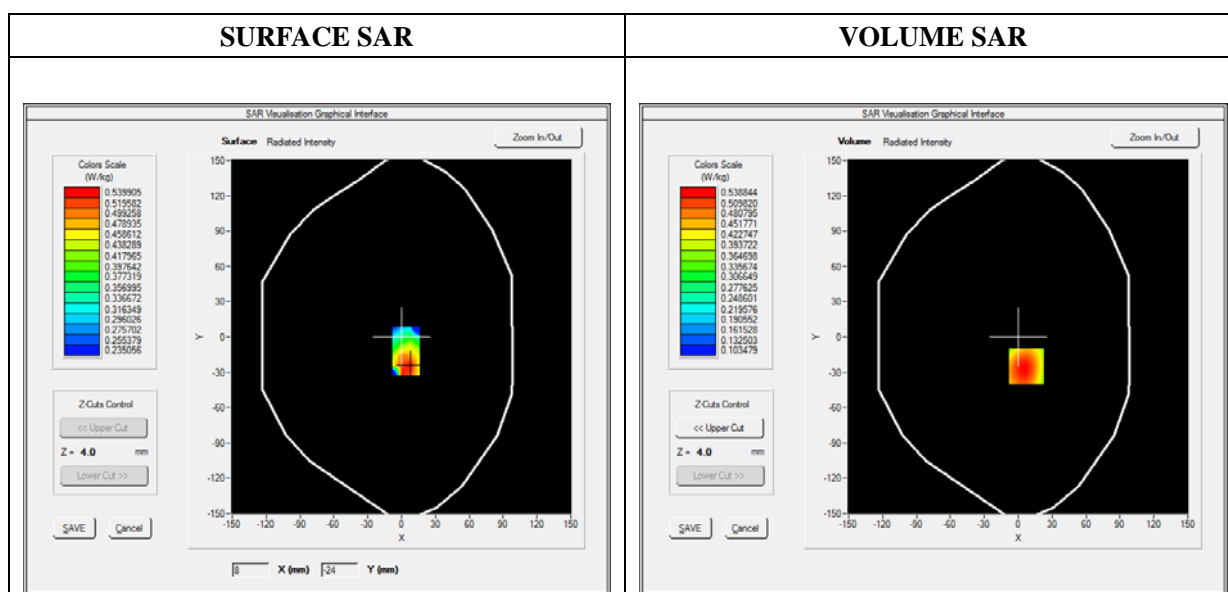 SURFACE SAR
VOLUME SAR
SAR Visualisation Graphical Interface
Surface Radiated Intensity
Zoom In/Out
Colors Scale
(W/kg)
0.539905
0.519582
0.499258
0.478935
0.458612
0.438289
0.417965
0.397642
0.377319
0.356995
0.336672
0.316349
0.296026
0.275702
0.255379
0.235056
Z-Cuts Control
<< Upper Cut
Z = 4.0 mm
Lower Cut >>
SAVE Cancel
150
120
90
60
30
0
-30
-60
-90
-120
-150
Y
-150 -120 -90 -60 -30 0 30 60 90 120 150
X
8 X (mm) -24 Y (mm)
SAR Visualisation Graphical Interface
Volume Radiated Intensity
Zoom In/Out
Colors Scale
(W/kg)
0.538844
0.509820
0.480795
0.451771
0.422747
0.393722
0.364698
0.335674
0.306649
0.277625
0.248601
0.219576
0.190552
0.161528
0.132503
0.103479
Z-Cuts Control
<< Upper Cut
Z = 4.0 mm
Lower Cut >>
SAVE Cancel
150
120
90
60
30
0
-30
-60
-90
-120
-150
Y
-150 -120 -90 -60 -30 0 30 60 90 120 150
X